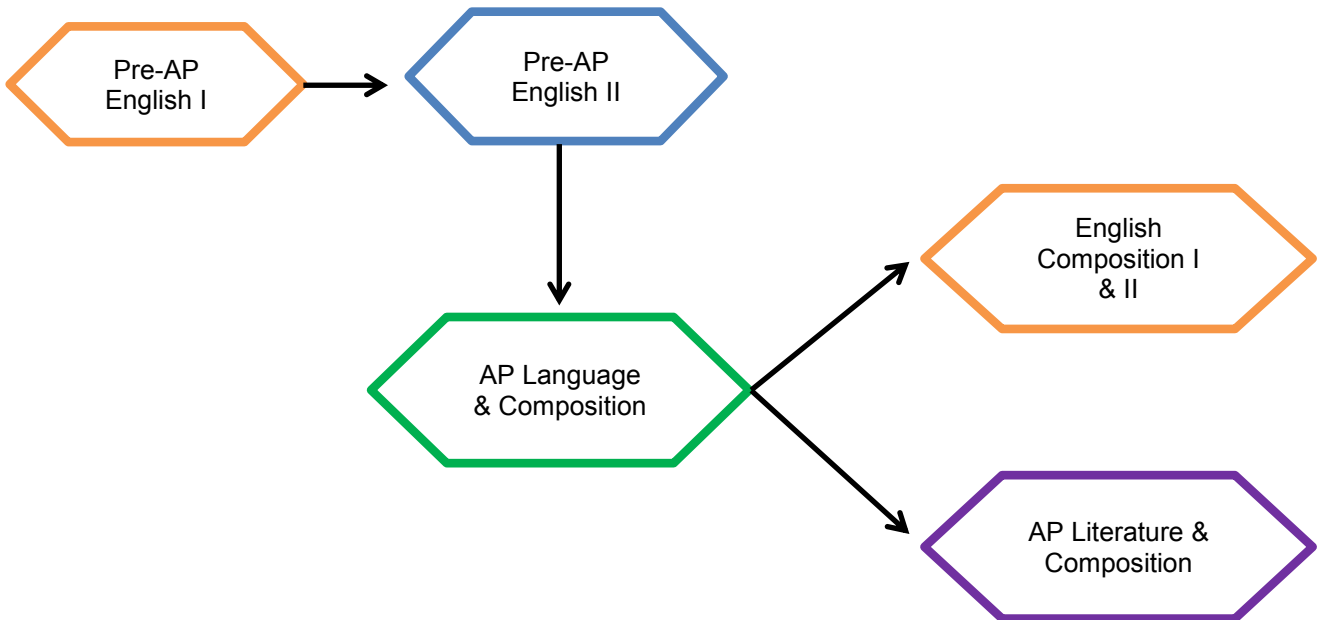 Pre-AP
English I
Pre-AP
English II
English
Composition I
& II
AP Language
& Composition
AP Literature &
Composition